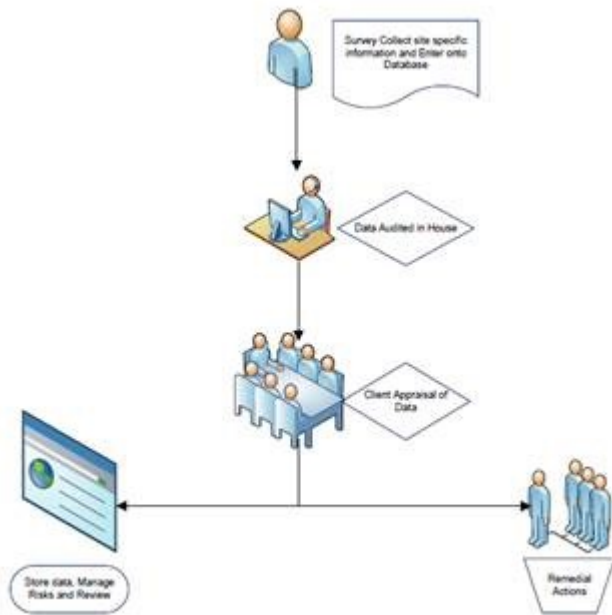 Survey Collect site specific
information and Enter onto
Database
Data Audited in House
Client Appraisal of
Data
Store data, Manage
Risks and Review
Remedial
Actions